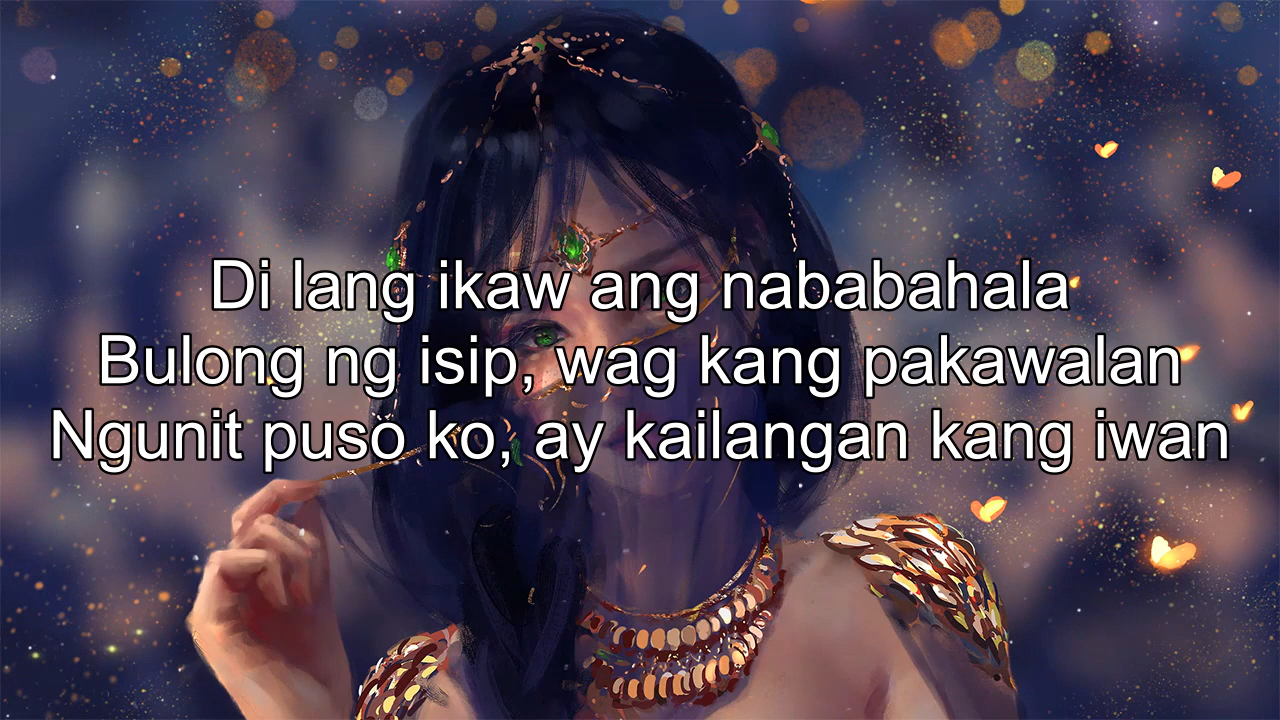 Di lang ikaw ang nababahala
Bulong ng isip, wag kang pakawalan
Ngunit puso ko, ay kailangan kang iwan